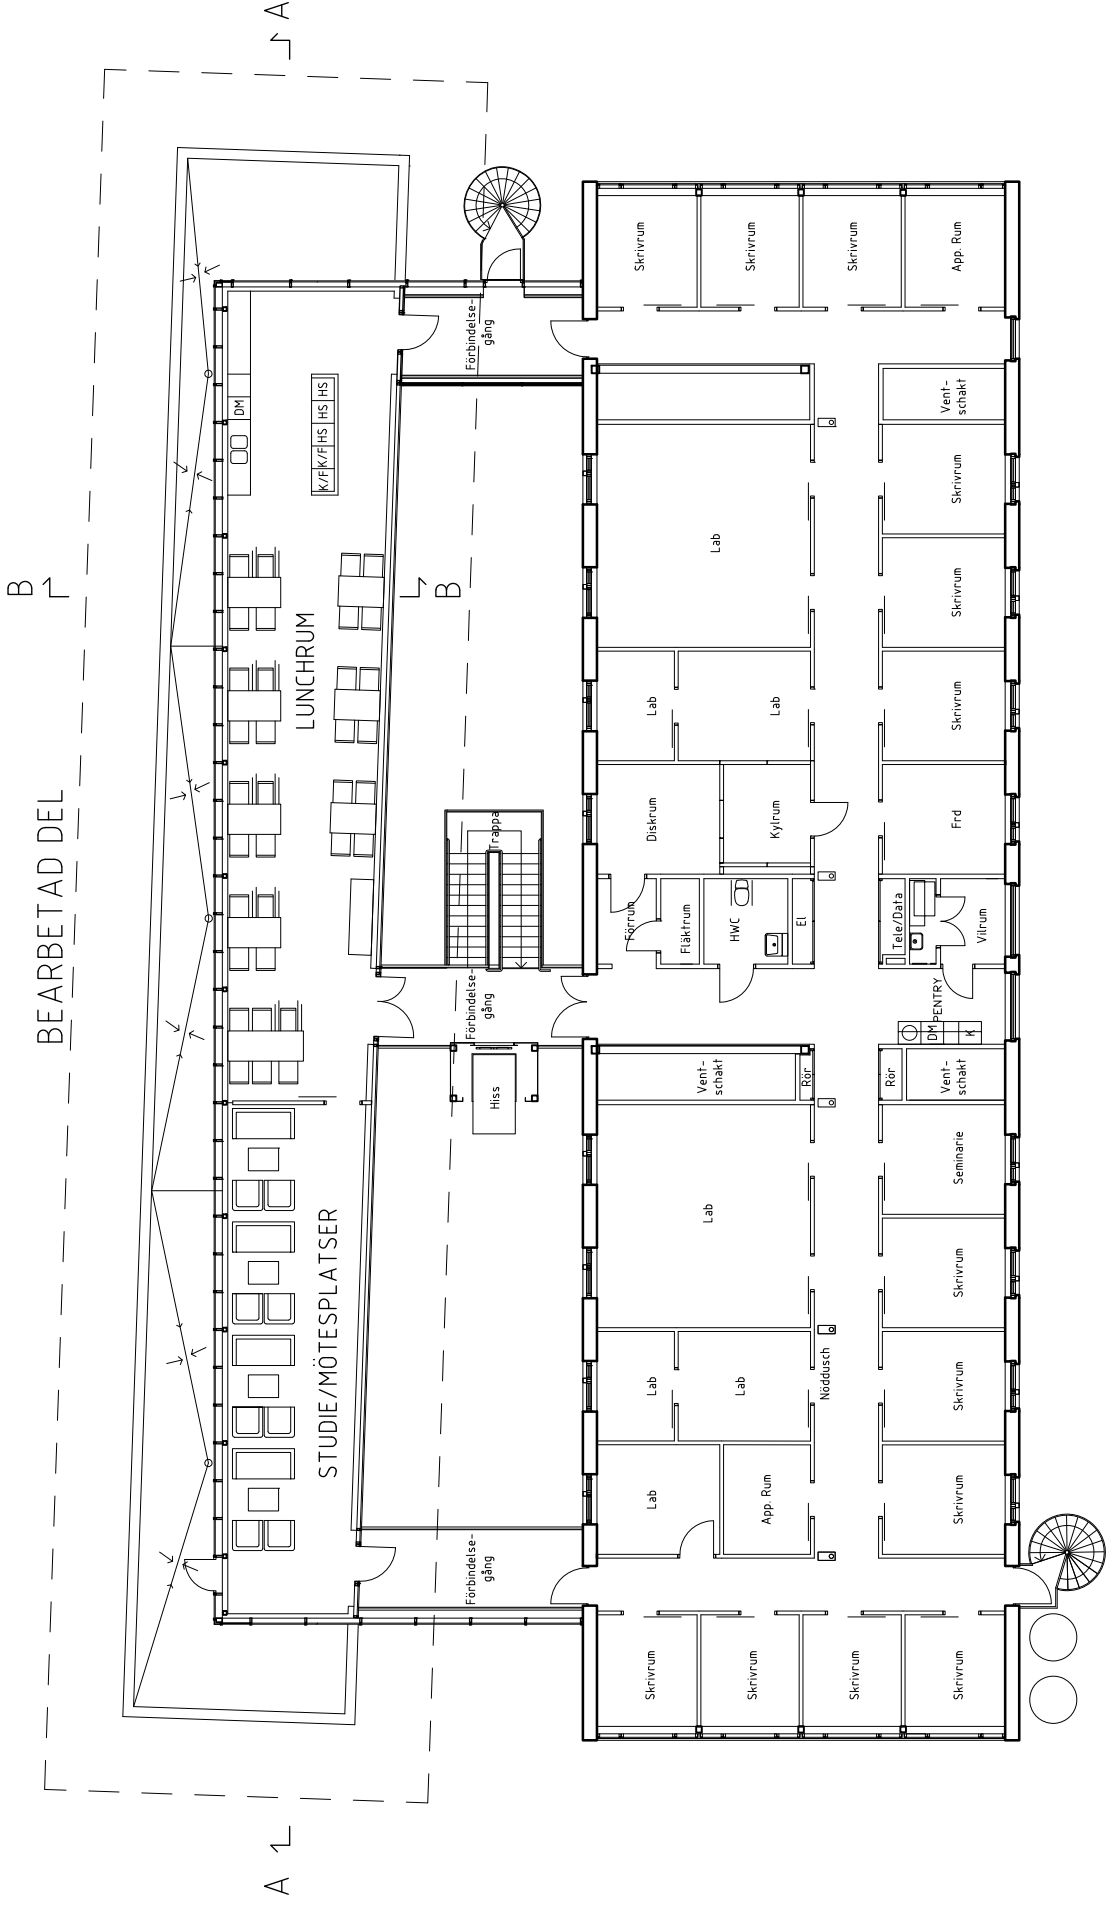 BEARBETAD DEL
A
A
B
B
LUNCHRUM
STUDIE/MÖTESPLATSER
DM
K/F K/F HS HS HS
Förbindelse-
gång
Förbindelse-
gång
Förbindelse-
gång
Trappa
Hiss
Skrivrum
Skrivrum
Skrivrum
App. Rum
Lab
Vent-
schakt
Skrivrum
Skrivrum
Lab
Lab
Skrivrum
Diskrum
Kylrum
Frd
Förrum
Fläktrum
HWC
El
Tele/Data
Vilrum
PENTRY
DM
K
Vent-
schakt
Rör
Rör
Vent-
schakt
Lab
Seminarie
Skrivrum
Lab
Lab
Nöddusch
Skrivrum
Lab
App. Rum
Skrivrum
Skrivrum
Skrivrum
Skrivrum
Skrivrum